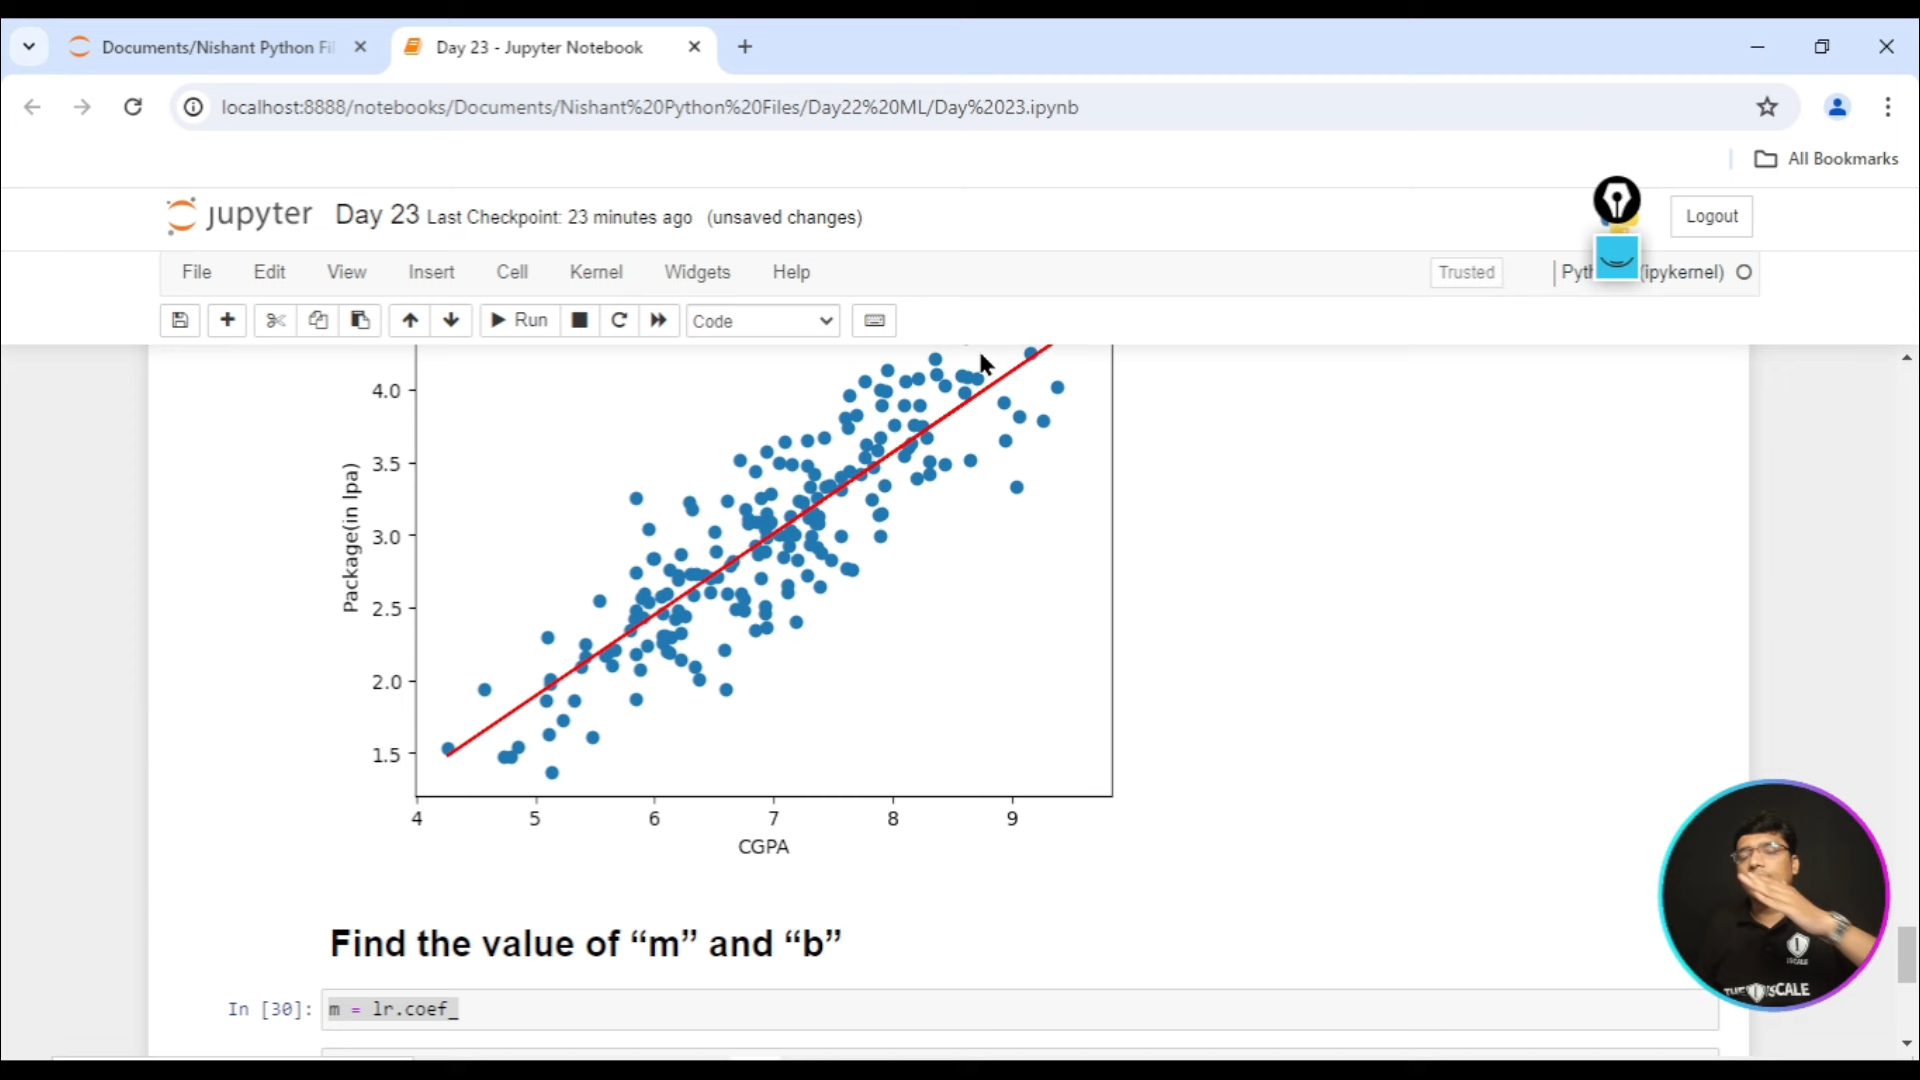 Documents/Nishant Python Fil
Day 23 - Jupyter Notebook
localhost:8888/notebooks/Documents/Nishant%20Python%20Files/Day22%20ML/Day%2023.ipynb
All Bookmarks
jupyter Day 23 Last Checkpoint: 23 minutes ago (unsaved changes)
Logout
File Edit View Insert Cell Kernel Widgets Help
Trusted
(ipykernel)
Run
Code
4.0
3.5
3.0
2.5
2.0
1.5
Package(in lpa)
4 5 6 7 8 9
CGPA
Find the value of “m” and “b”
In [30]: m = lr.coef_